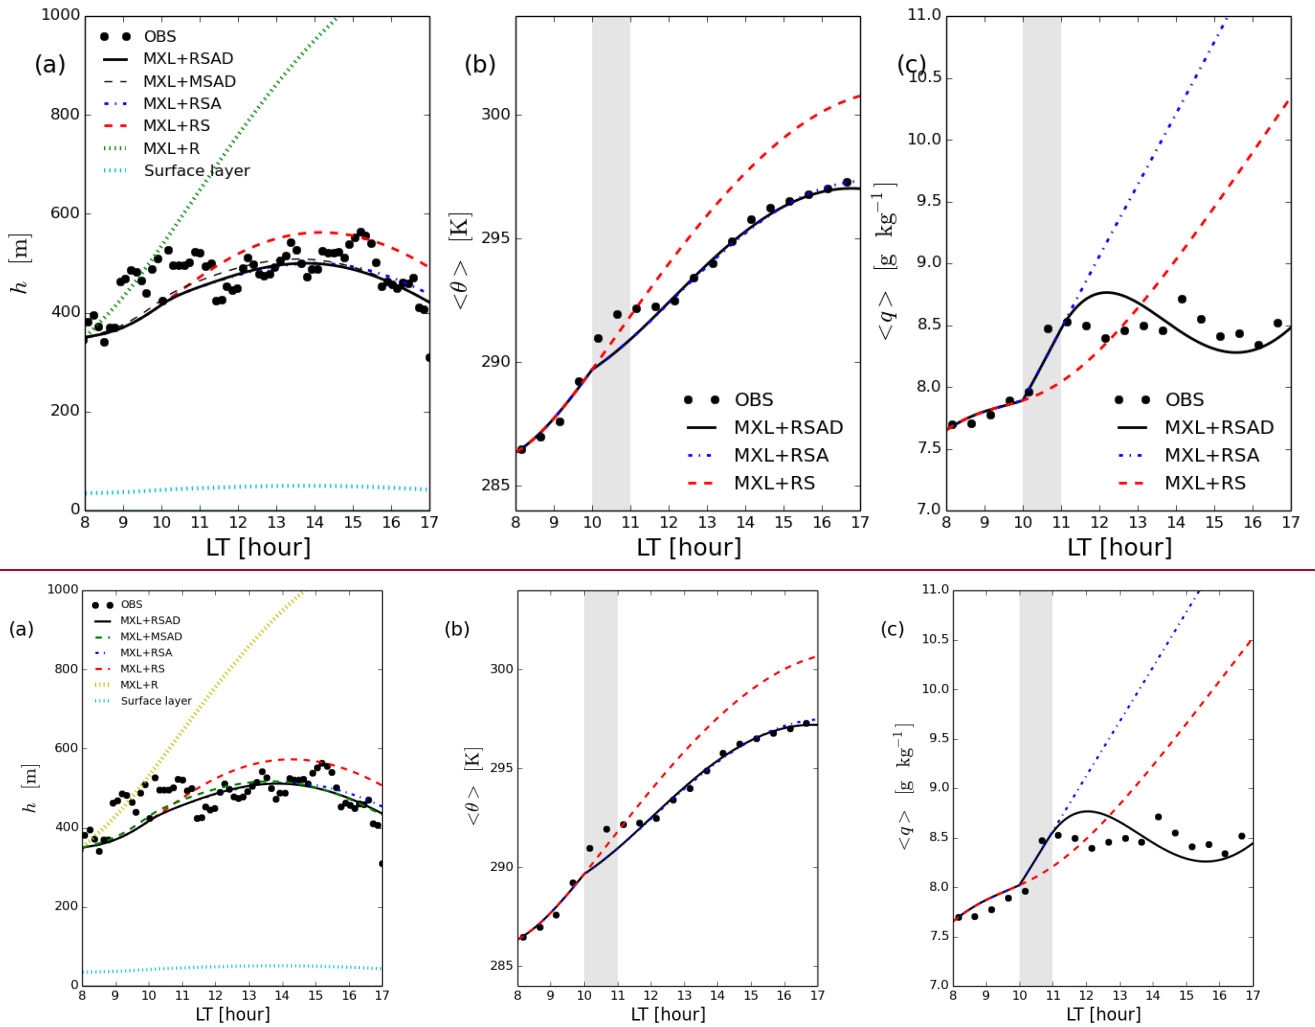 (a)
OBS
MXL+RSAD
MXL+MSAD
MXL+RSA
MXL+RS
MXL+R
Surface layer
1000
800
600
400
200
0
h [m]
8 9 10 11 12 13 14 15 16 17
LT [hour]
(b)
300
295
290
285
<θ> [K]
OBS
MXL+RSAD
MXL+RSA
MXL+RS
8 9 10 11 12 13 14 15 16 17
LT [hour]
(c)
11.0
10.5
10.0
9.5
9.0
8.5
8.0
7.5
7.0
<q> [g kg⁻¹]
OBS
MXL+RSAD
MXL+RSA
MXL+RS
8 9 10 11 12 13 14 15 16 17
LT [hour]
(a)
OBS
MXL+RSAD
MXL+MSAD
MXL+RSA
MXL+RS
MXL+R
Surface layer
1000
800
600
400
200
0
h [m]
8 9 10 11 12 13 14 15 16 17
LT [hour]
(b)
300
295
290
285
<θ> [K]
8 9 10 11 12 13 14 15 16 17
LT [hour]
(c)
11.0
10.5
10.0
9.5
9.0
8.5
8.0
7.5
7.0
<q> [g kg⁻¹]
8 9 10 11 12 13 14 15 16 17
LT [hour]